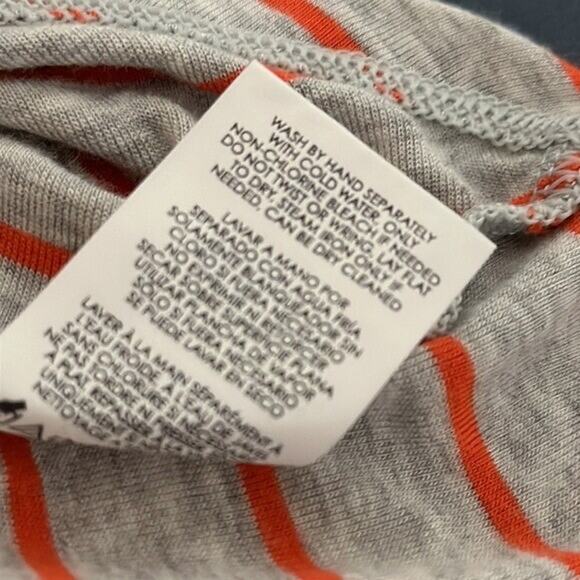 WASH BY HAND SEPARATELY
WITH COLD WATER ONLY
NON-CHLORINE BLEACH IF NEEDED
DO NOT TWIST OR WRING, LAY FLAT
TO DRY. STEAM IRON ONLY IF
NEEDED. CAN BE DRY CLEANED
LAVAR A MANO POR
SEPARADO CON AGUA FRÍA
SOLAMENTE BLANQUEADOR SIN
CLORO SI FUERA NECESARIO
NO EXPRIMIR NI RETORCER
SECAR SOBRE SUPERFICIE PLANA
UTILIZAR PLANCHA DE VAPOR
SOLO SI FUERA NECESARIO
SE PUEDE LAVAR EN SECO
LAVER À LA MAIN SÉPARÉMENT À
L'EAU FROIDE